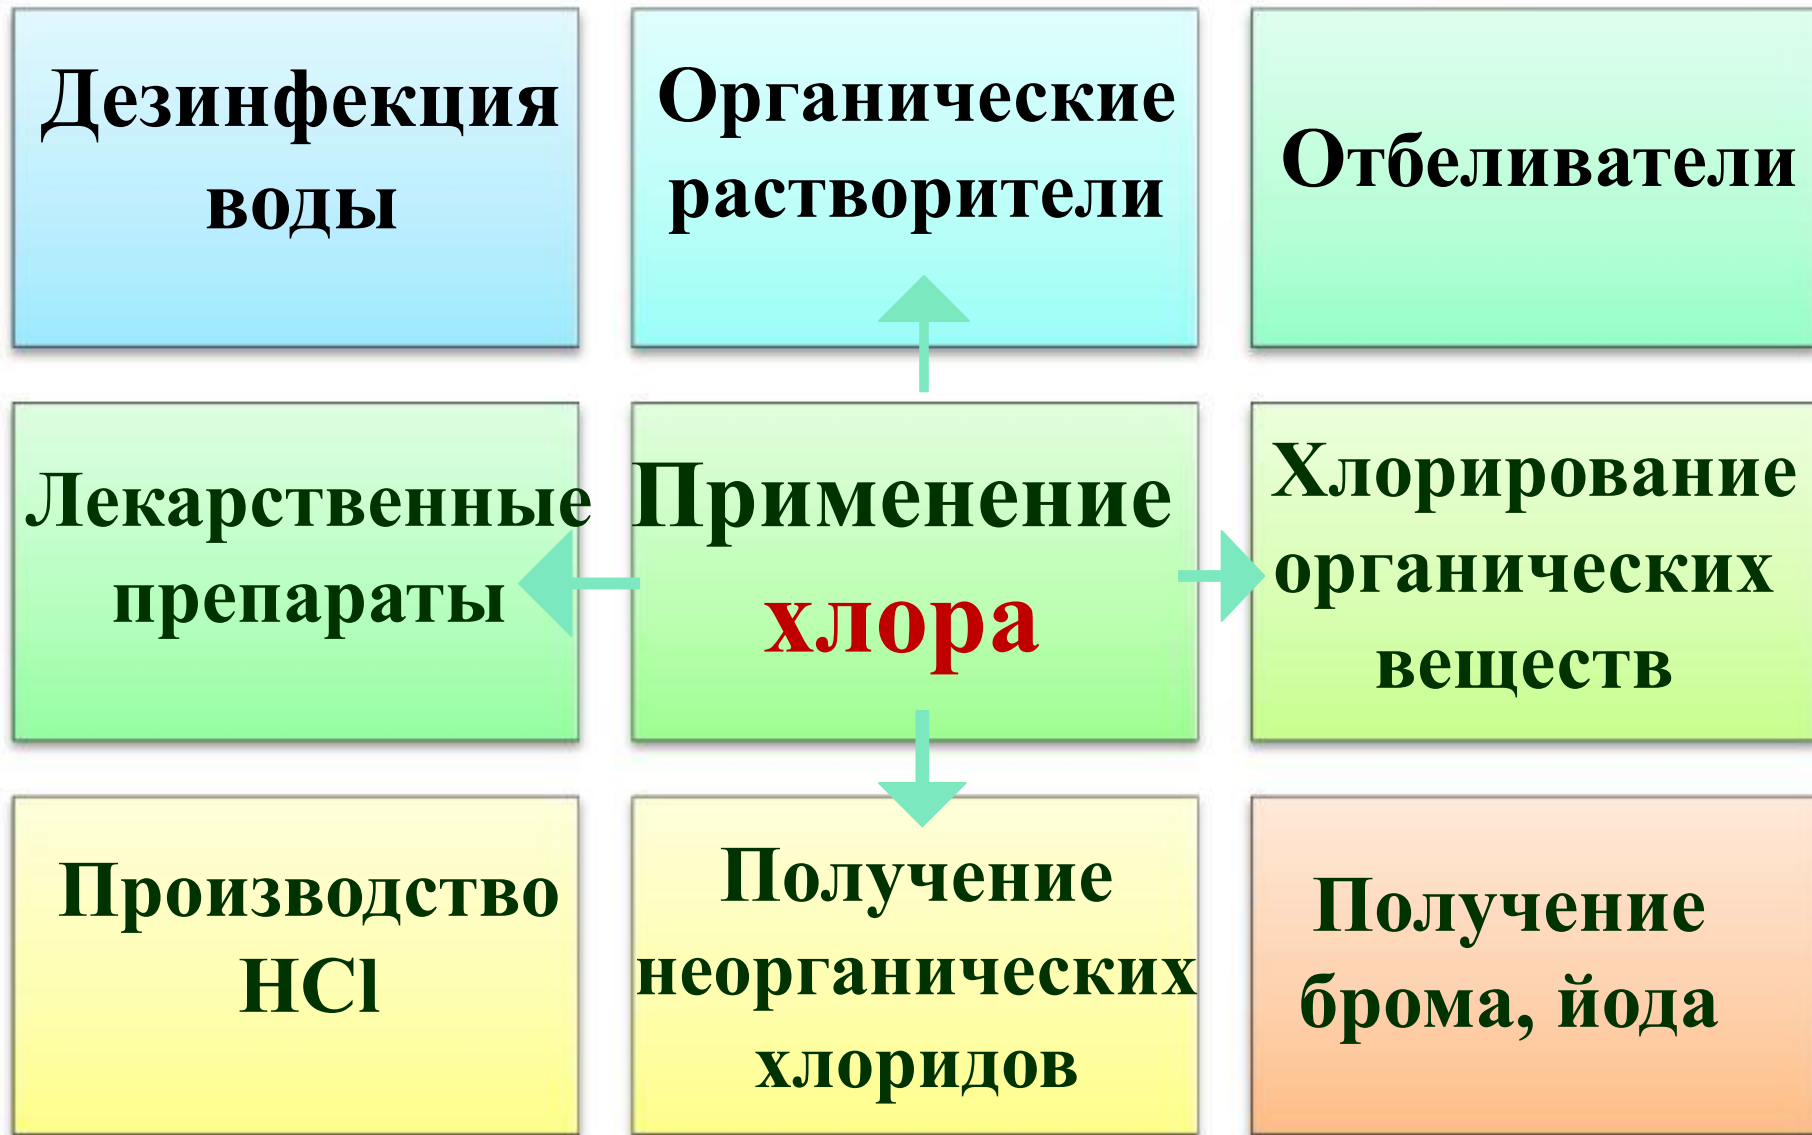 Дезинфекция
воды
Органические
растворители
Отбеливатели
Лекарственные
препараты
Применение
хлора
Хлорирование
органических
веществ
Производство
HCl
Получение
неорганических
хлоридов
Получение
брома, йода